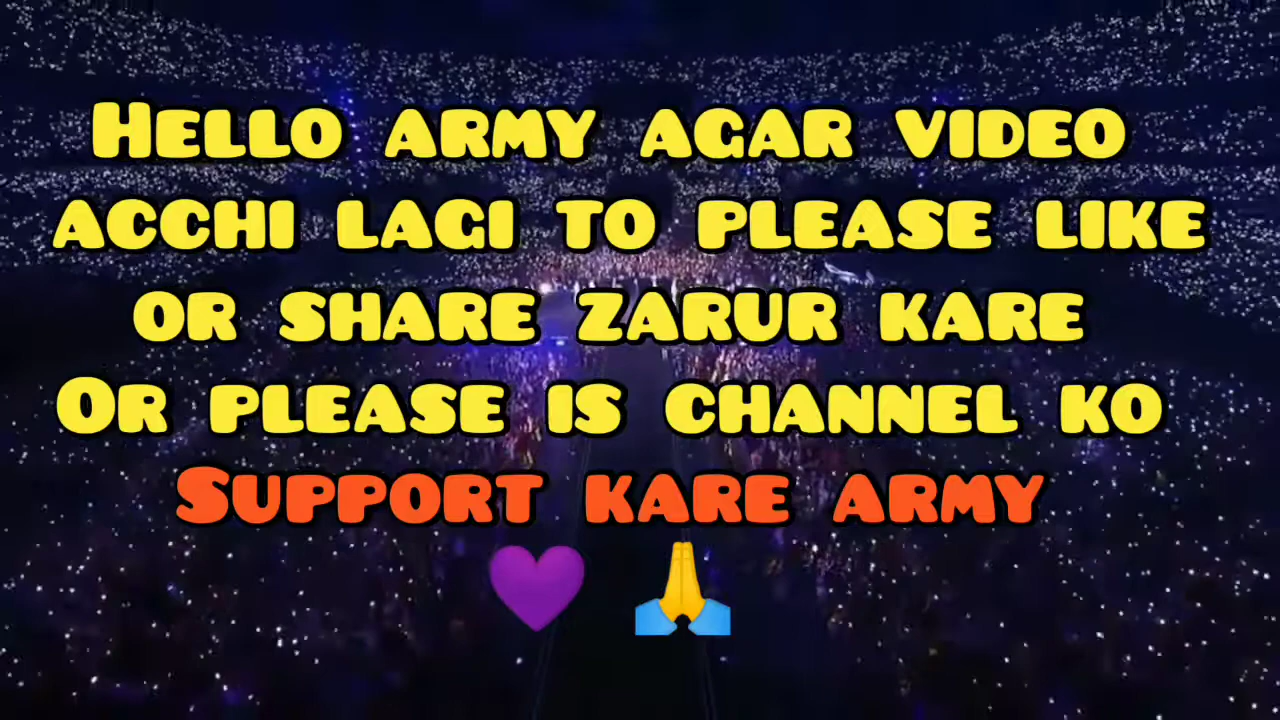 Hello army agar video
acchi lagi to please like
or share zarur kare
Or please is channel ko
Support kare army
💜 🙏